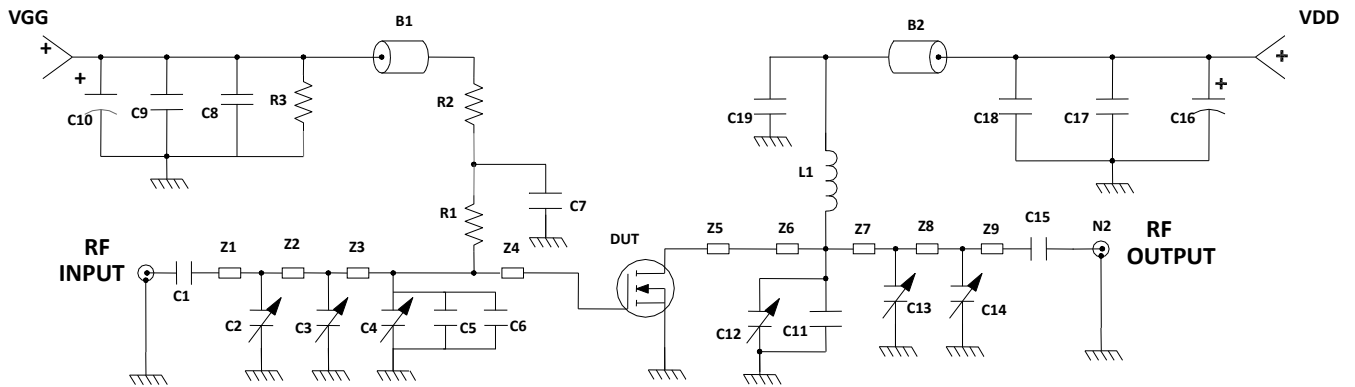 VGG
B1
B2
VDD
+
+
+
+
C10
C9
C8
R3
R2
C19
C18
C17
C16
L1
R1
C7
RF
INPUT
Z1
Z2
Z3
Z4
DUT
Z5
Z6
Z7
Z8
Z9
C15
N2
RF
OUTPUT
C1
C2
C3
C4
C5
C6
C12
C11
C13
C14